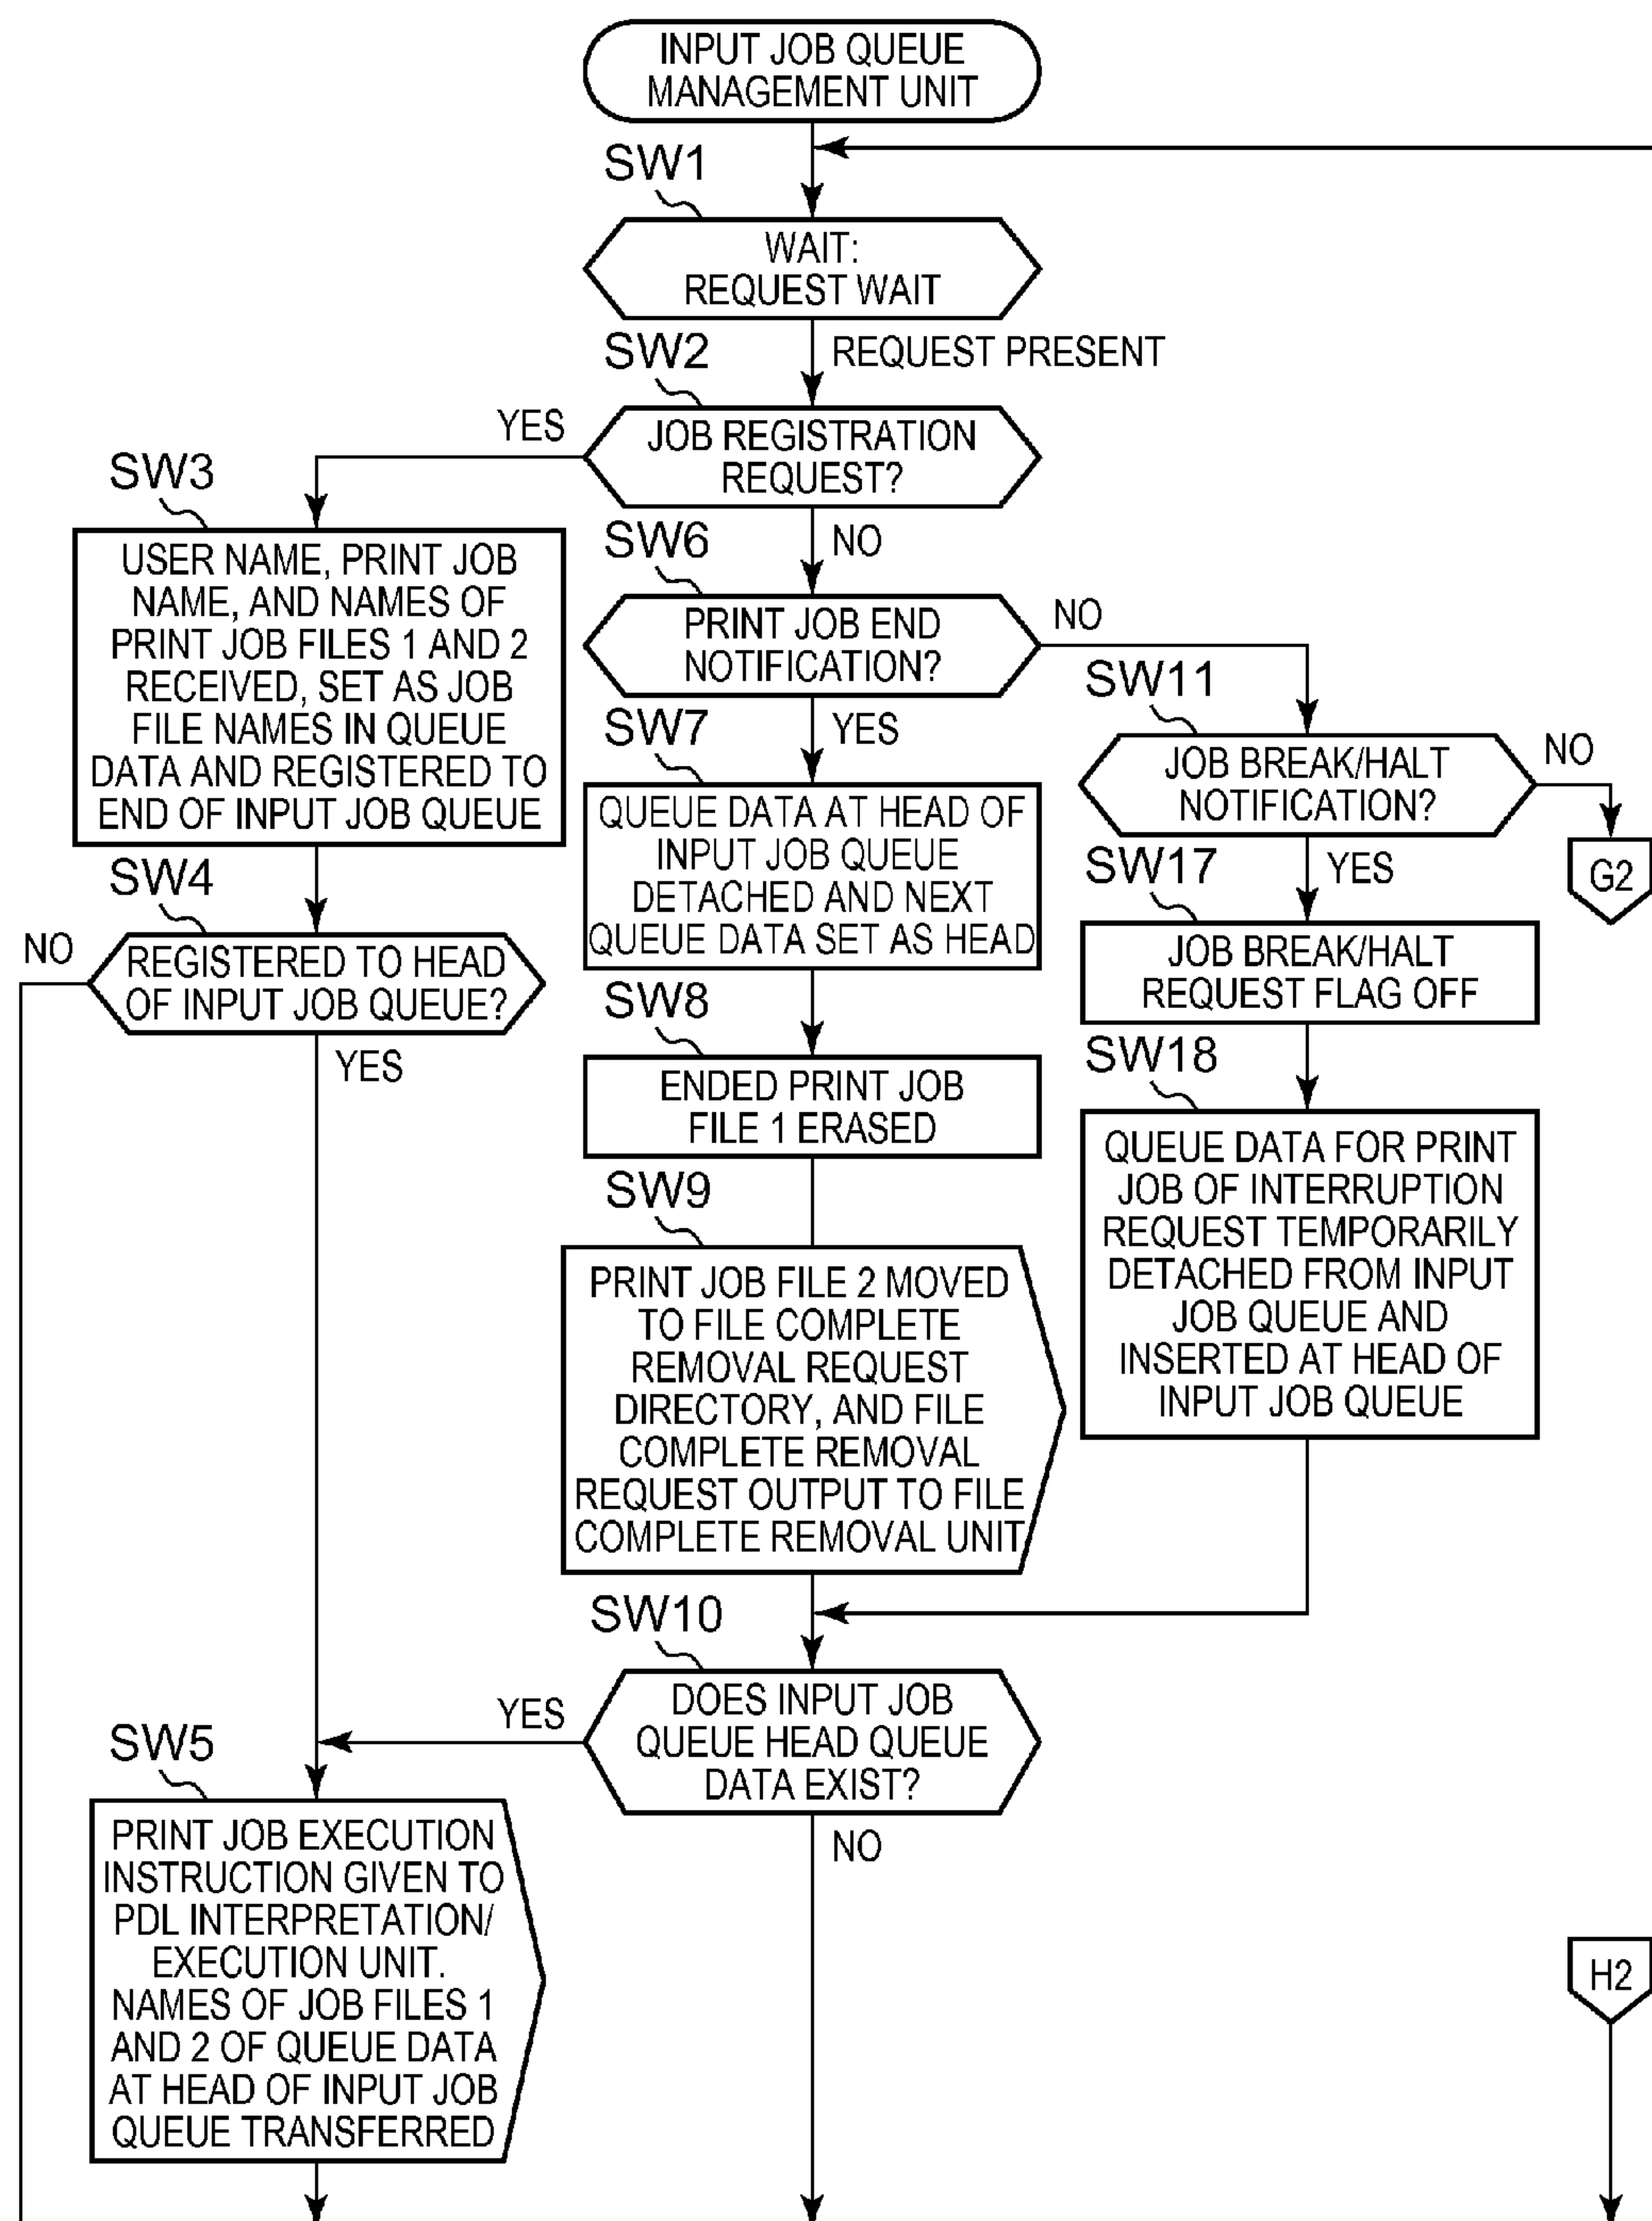 INPUT JOB QUEUE
MANAGEMENT UNIT
SW1
WAIT:
REQUEST WAIT
REQUEST PRESENT
SW2
JOB REGISTRATION
REQUEST?
YES
NO
SW3
USER NAME, PRINT JOB
NAME, AND NAMES OF
PRINT JOB FILES 1 AND 2
RECEIVED, SET AS JOB
FILE NAMES IN QUEUE
DATA AND REGISTERED TO
END OF INPUT JOB QUEUE
SW4
REGISTERED TO HEAD
OF INPUT JOB QUEUE?
NO
YES
SW6
PRINT JOB END
NOTIFICATION?
NO
YES
SW7
QUEUE DATA AT HEAD OF
INPUT JOB QUEUE
DETACHED AND NEXT
QUEUE DATA SET AS HEAD
SW8
ENDED PRINT JOB
FILE 1 ERASED
SW9
PRINT JOB FILE 2 MOVED
TO FILE COMPLETE
REMOVAL REQUEST
DIRECTORY, AND FILE
COMPLETE REMOVAL
REQUEST OUTPUT TO FILE
COMPLETE REMOVAL UNIT
SW11
JOB BREAK/HALT
NOTIFICATION?
NO
G2
YES
SW17
JOB BREAK/HALT
REQUEST FLAG OFF
SW18
QUEUE DATA FOR PRINT
JOB OF INTERRUPTION
REQUEST TEMPORARILY
DETACHED FROM INPUT
JOB QUEUE AND
INSERTED AT HEAD OF
INPUT JOB QUEUE
SW10
DOES INPUT JOB
QUEUE HEAD QUEUE
DATA EXIST?
YES
NO
SW5
PRINT JOB EXECUTION
INSTRUCTION GIVEN TO
PDL INTERPRETATION/
EXECUTION UNIT.
NAMES OF JOB FILES 1
AND 2 OF QUEUE DATA
AT HEAD OF INPUT JOB
QUEUE TRANSFERRED
H2